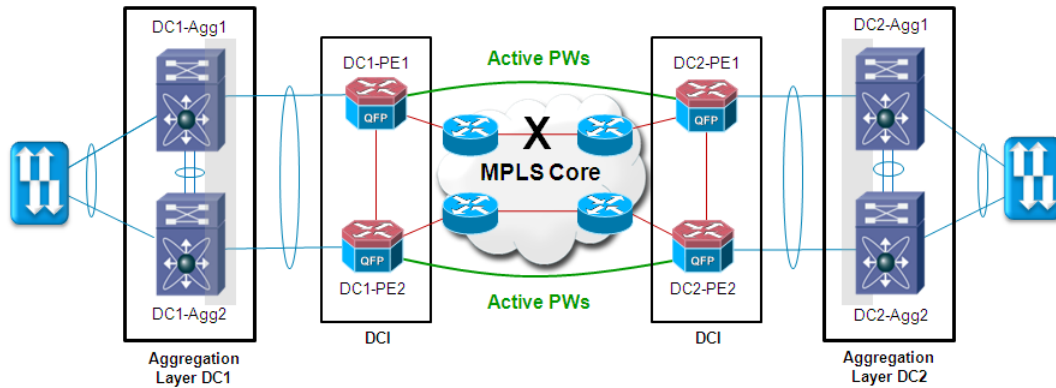 DC1-Agg1
DC1-PE1
Active PWs
DC2-PE1
DC2-Agg1
QFP
QFP
X
MPLS Core
QFP
QFP
DC1-Agg2
DC1-PE2
Active PWs
DC2-PE2
DC2-Agg2
DCI
DCI
Aggregation
Layer DC1
Aggregation
Layer DC2